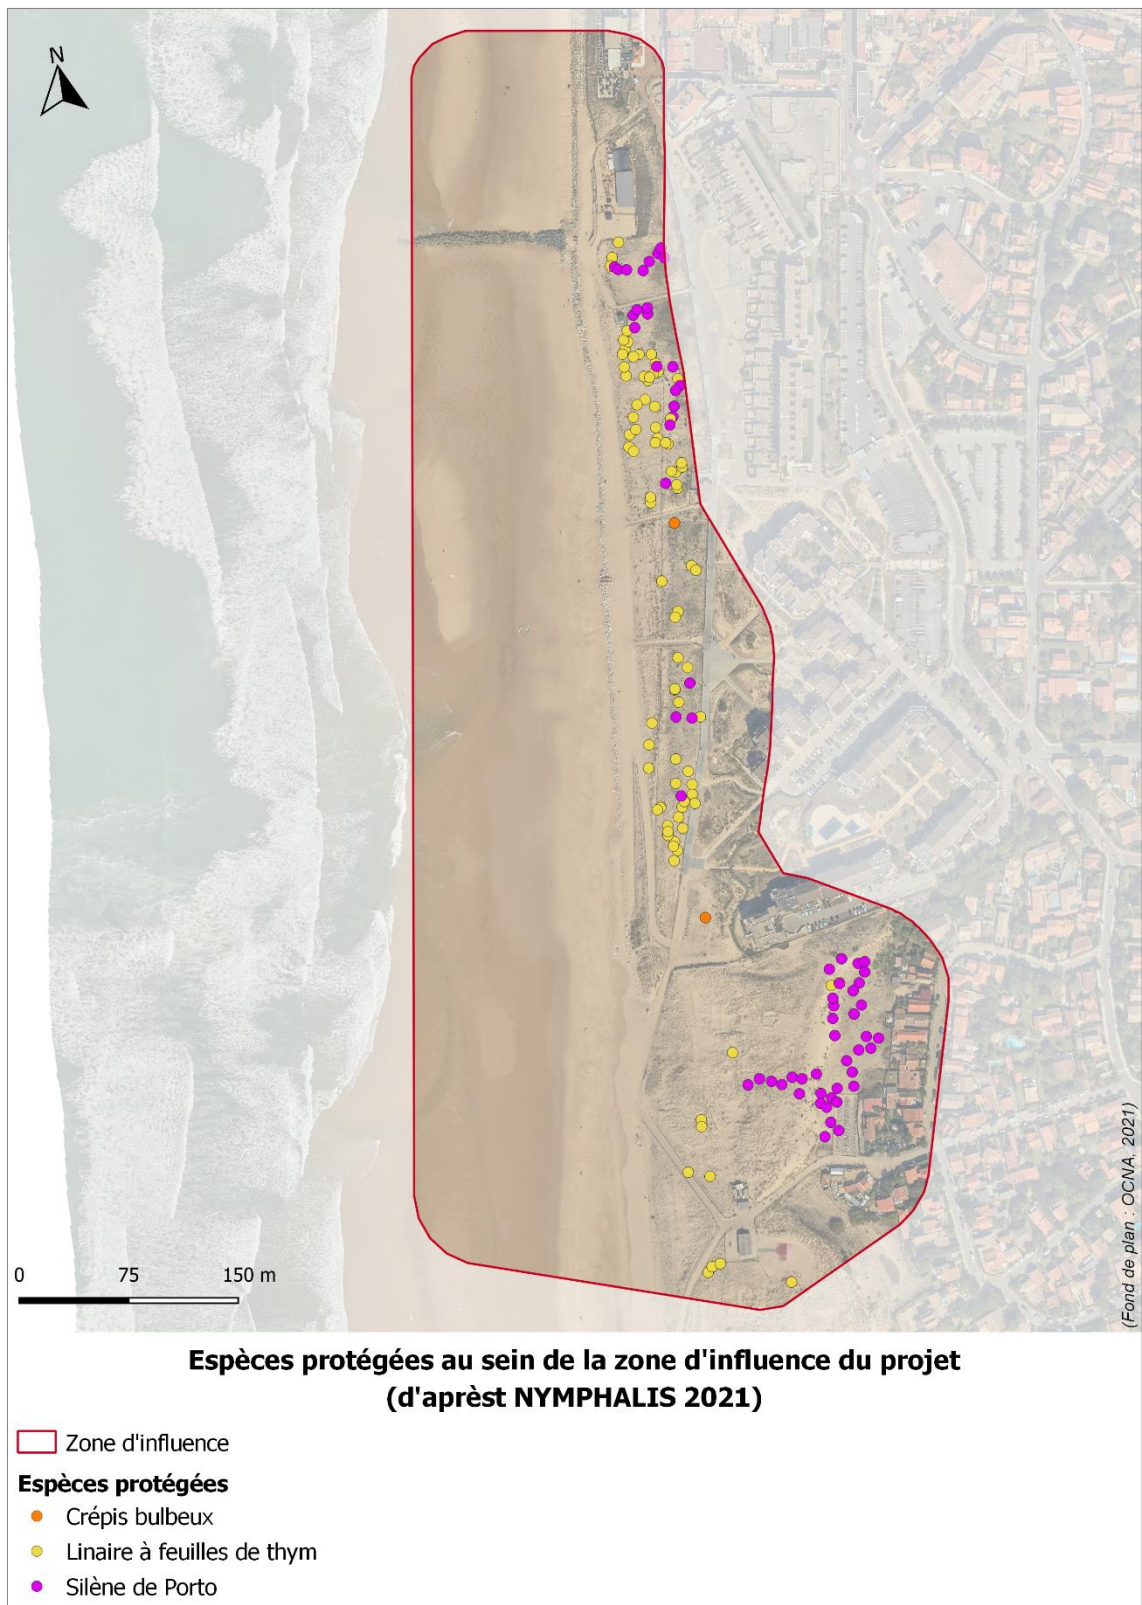 N
0 75 150 m
(Fond de plan : OCNA, 2021)
Espèces protégées au sein de la zone d'influence du projet
(d'aprèst NYMPHALIS 2021)
Zone d'influence
Espèces protégées
Crépis bulbeux
Linaire à feuilles de thym
Silène de Porto